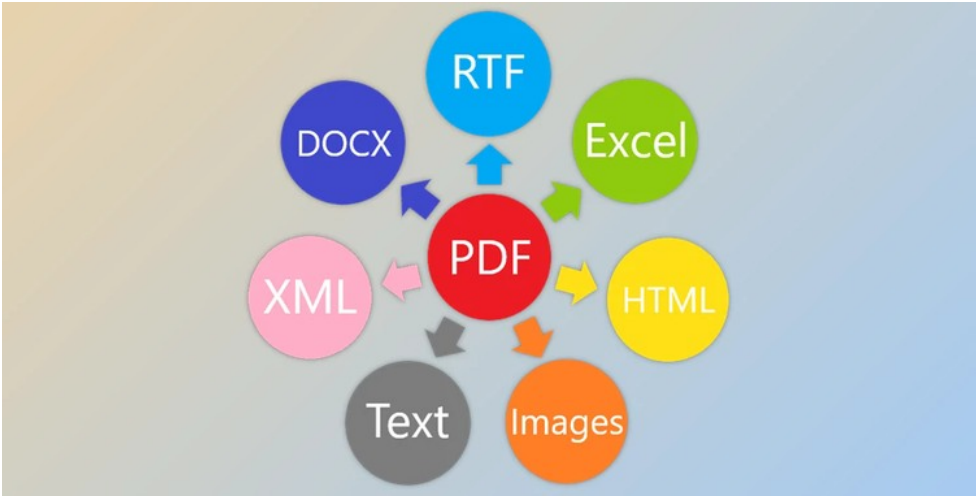 RTF
DOCX
Excel
PDF
XML
HTML
Text
Images